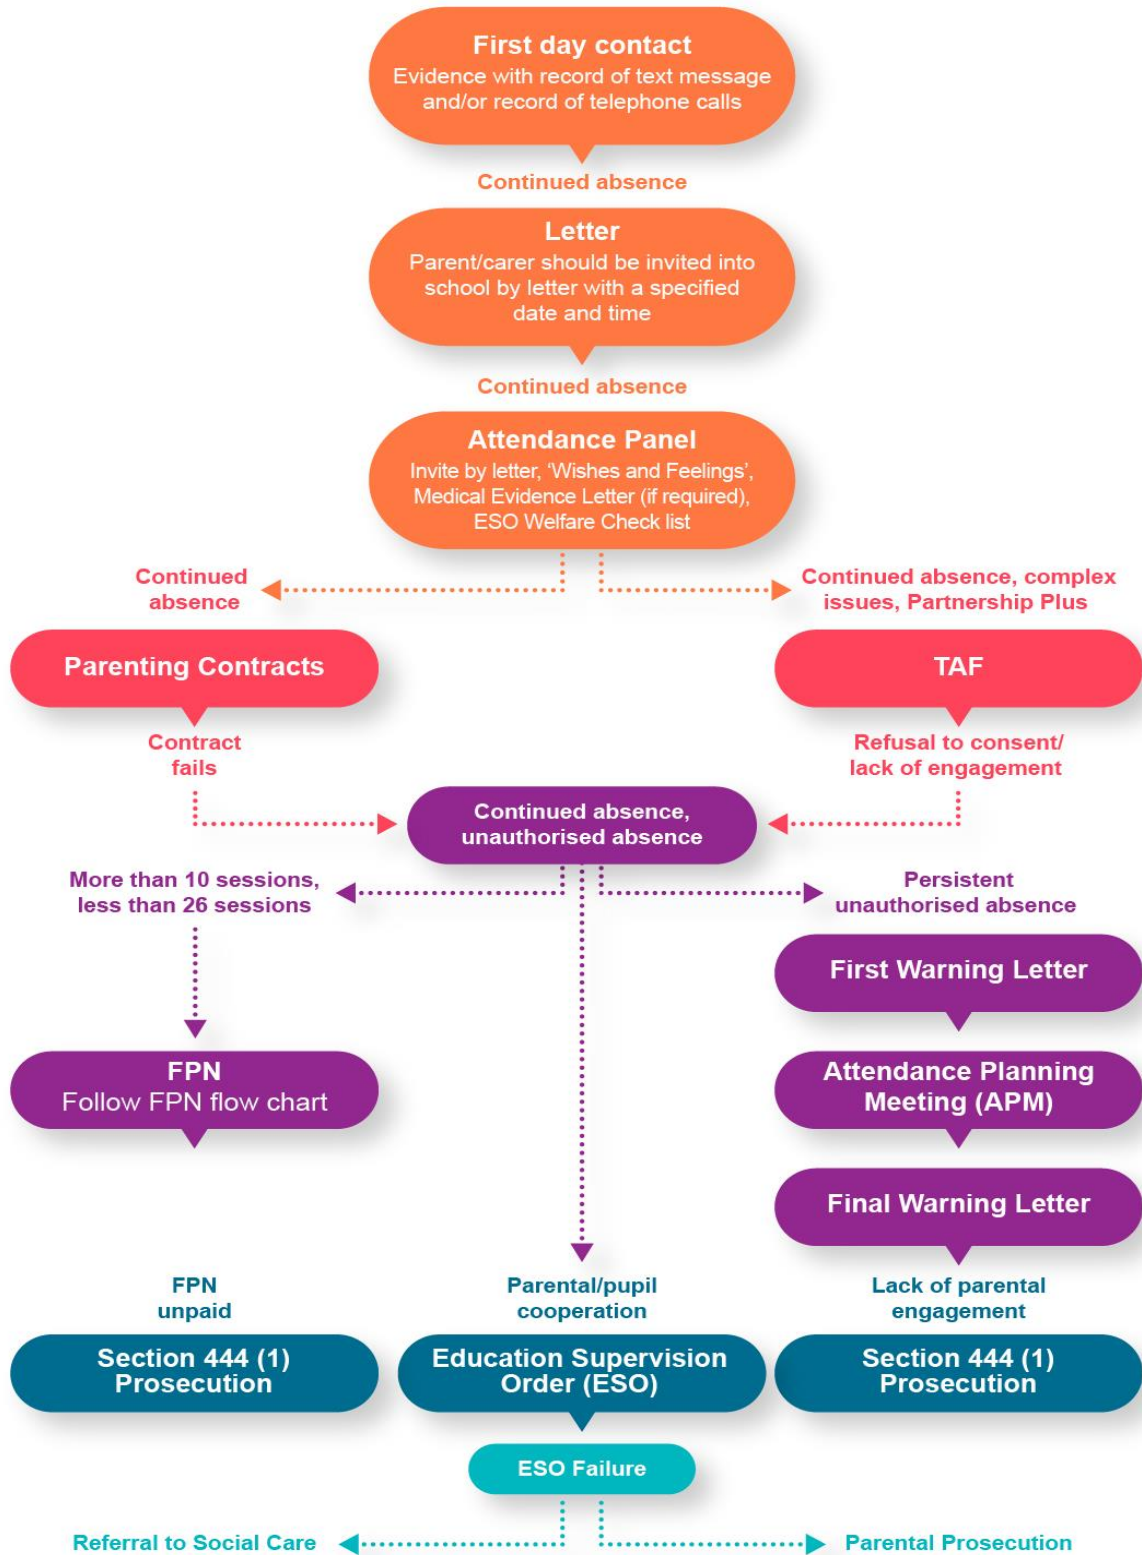 First day contact
Evidence with record of text message
and/or record of telephone calls
Continued absence
Letter
Parent/carer should be invited into
school by letter with a specified
date and time
Continued absence
Attendance Panel
Invite by letter, ‘Wishes and Feelings’,
Medical Evidence Letter (if required),
ESO Welfare Check list
Continued
absence
Continued absence, complex
issues, Partnership Plus
Parenting Contracts
TAF
Contract
fails
Refusal to consent/
lack of engagement
Continued absence,
unauthorised absence
More than 10 sessions,
less than 26 sessions
Persistent
unauthorised absence
First Warning Letter
FPN
Follow FPN flow chart
Attendance Planning
Meeting (APM)
Final Warning Letter
FPN
unpaid
Parental/pupil
cooperation
Lack of parental
engagement
Section 444 (1)
Prosecution
Education Supervision
Order (ESO)
Section 444 (1)
Prosecution
ESO Failure
Referral to Social Care
Parental Prosecution